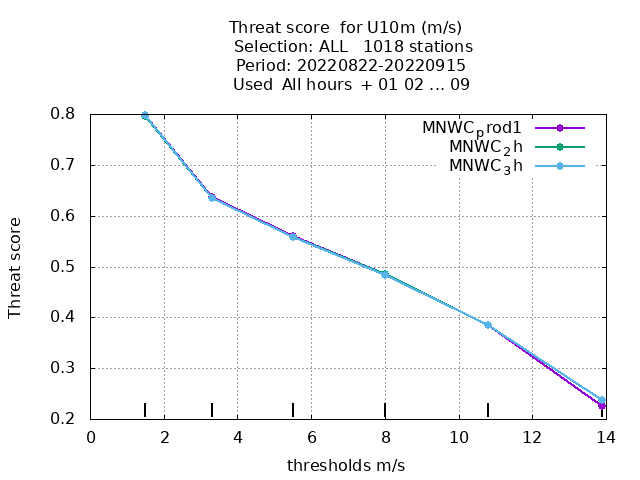 Threat score  for U10m (m/s)
Selection: ALL   1018 stations
Period: 20220822-20220915
Used  All hours  + 01 02 ... 09
MNWCprod1
MNWC2h
MNWC3h
0.8
0.7
0.6
0.5
0.4
0.3
0.2
Threat score
0 2 4 6 8 10 12 14
thresholds m/s